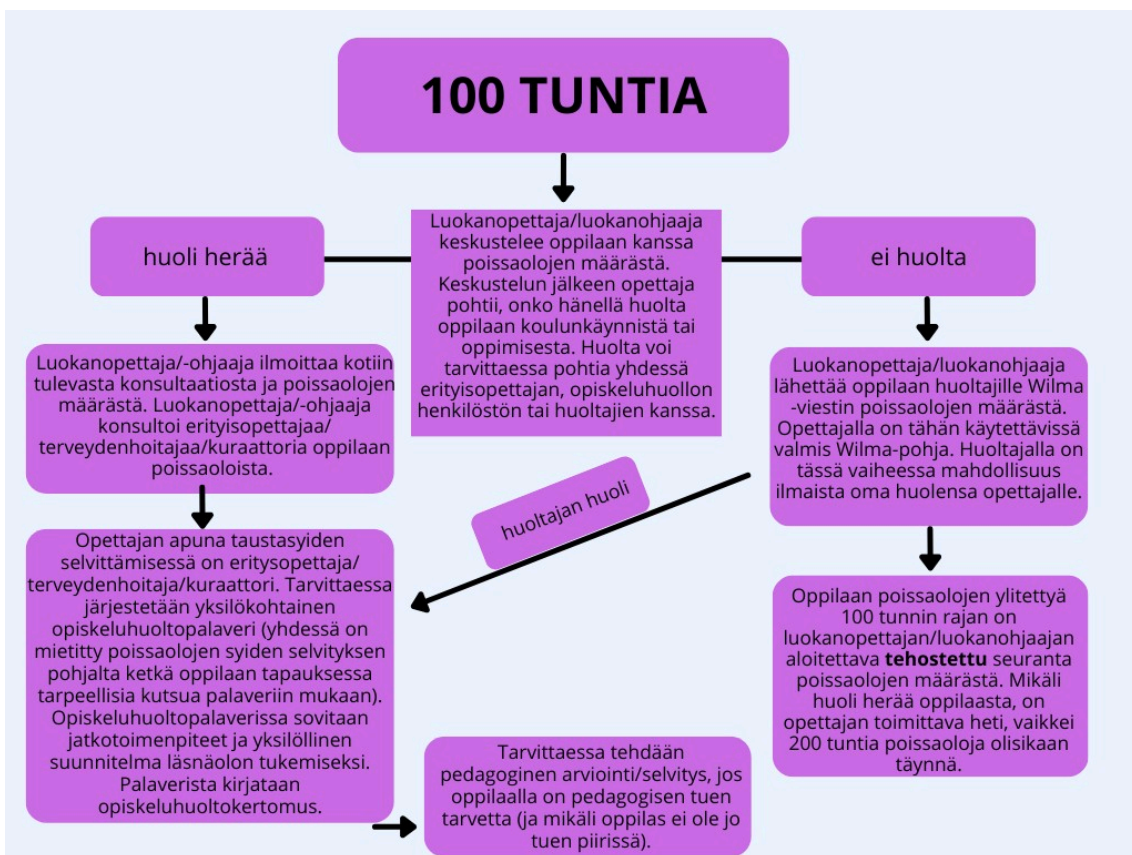 100 TUNTIA
Luokanopettaja/luokanohjaaja
keskustelee oppilaan kanssa
poissaolojen määrästä.
Keskustelun jälkeen opettaja
pohtii, onko hänellä huolta
oppilaan koulunkäynnistä tai
oppimisesta. Huolta voi
tarvittaessa pohtia yhdessä
erityisopettajan, opiskeluhuollon
henkilöstön tai huoltajien kanssa.
huoli herää
Luokanopettaja/-ohjaaja ilmoittaa kotiin
tulevasta konsultaatiosta ja poissaolojen
määrästä. Luokanopettaja/-ohjaaja
konsultoi erityisopettajaa/
terveydenhoitajaa/kuraattoria oppilaan
poissaoloista.
Opettajan apuna taustasyiden
selvittämisessä on eritysopettaja/
terveydenhoitaja/kuraattori. Tarvittaessa
järjestetään yksilökohtainen
opiskeluhuoltopalaveri (yhdessä on
mietitty poissaolojen syiden selvityksen
pohjalta ketkä oppilaan tapauksessa
tarpeellisia kutsua palaveriin mukaan).
Opiskeluhuoltopalaverissa sovitaan
jatkotoimenpiteet ja yksilöllinen
suunnitelma läsnäolon tukemiseksi.
Palaverista kirjataan
opiskeluhuoltokertomus.
Tarvittaessa tehdään
pedagoginen arviointi/selvitys, jos
oppilaalla on pedagogisen tuen
tarvetta (ja mikäli oppilas ei ole jo
tuen piirissä).
ei huolta
Luokanopettaja/luokanohjaaja
lähettää oppilaan huoltajille Wilma
-viestin poissaolojen määrästä.
Opettajalla on tähän käytettävissä
valmis Wilma-pohja. Huoltajalla on
tässä vaiheessa mahdollisuus
ilmaista oma huolensa opettajalle.
huoltajan huoli
Oppilaan poissaolojen ylitettyä
100 tunnin rajan on
luokanopettajan/luokanohjaajan
aloitettava tehostettu seuranta
poissaolojen määrästä. Mikäli
huoli herää oppilaasta, on
opettajan toimittava heti, vaikkei
200 tuntia poissaoloja olisikaan
täynnä.